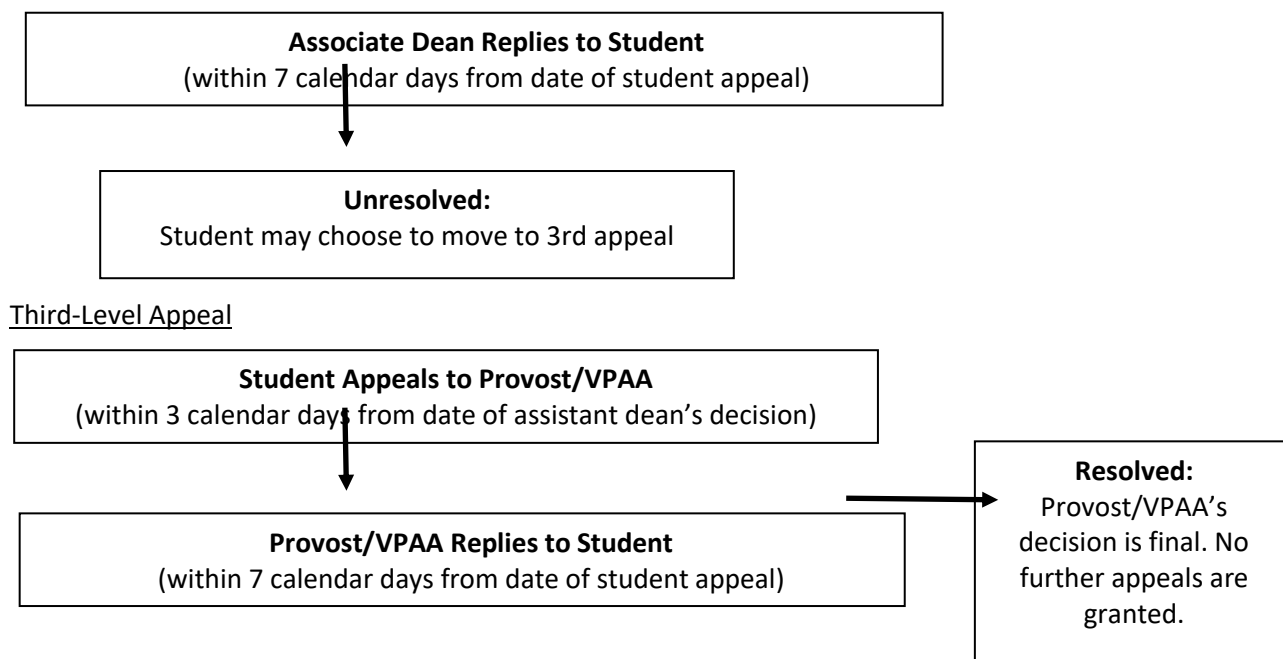 Associate Dean Replies to Student
(within 7 calendar days from date of student appeal)
Unresolved:
Student may choose to move to 3rd appeal
Third-Level Appeal
Student Appeals to Provost/VPAA
(within 3 calendar days from date of assistant dean’s decision)
Provost/VPAA Replies to Student
(within 7 calendar days from date of student appeal)
Resolved:
Provost/VPAA’s
decision is final. No
further appeals are
granted.